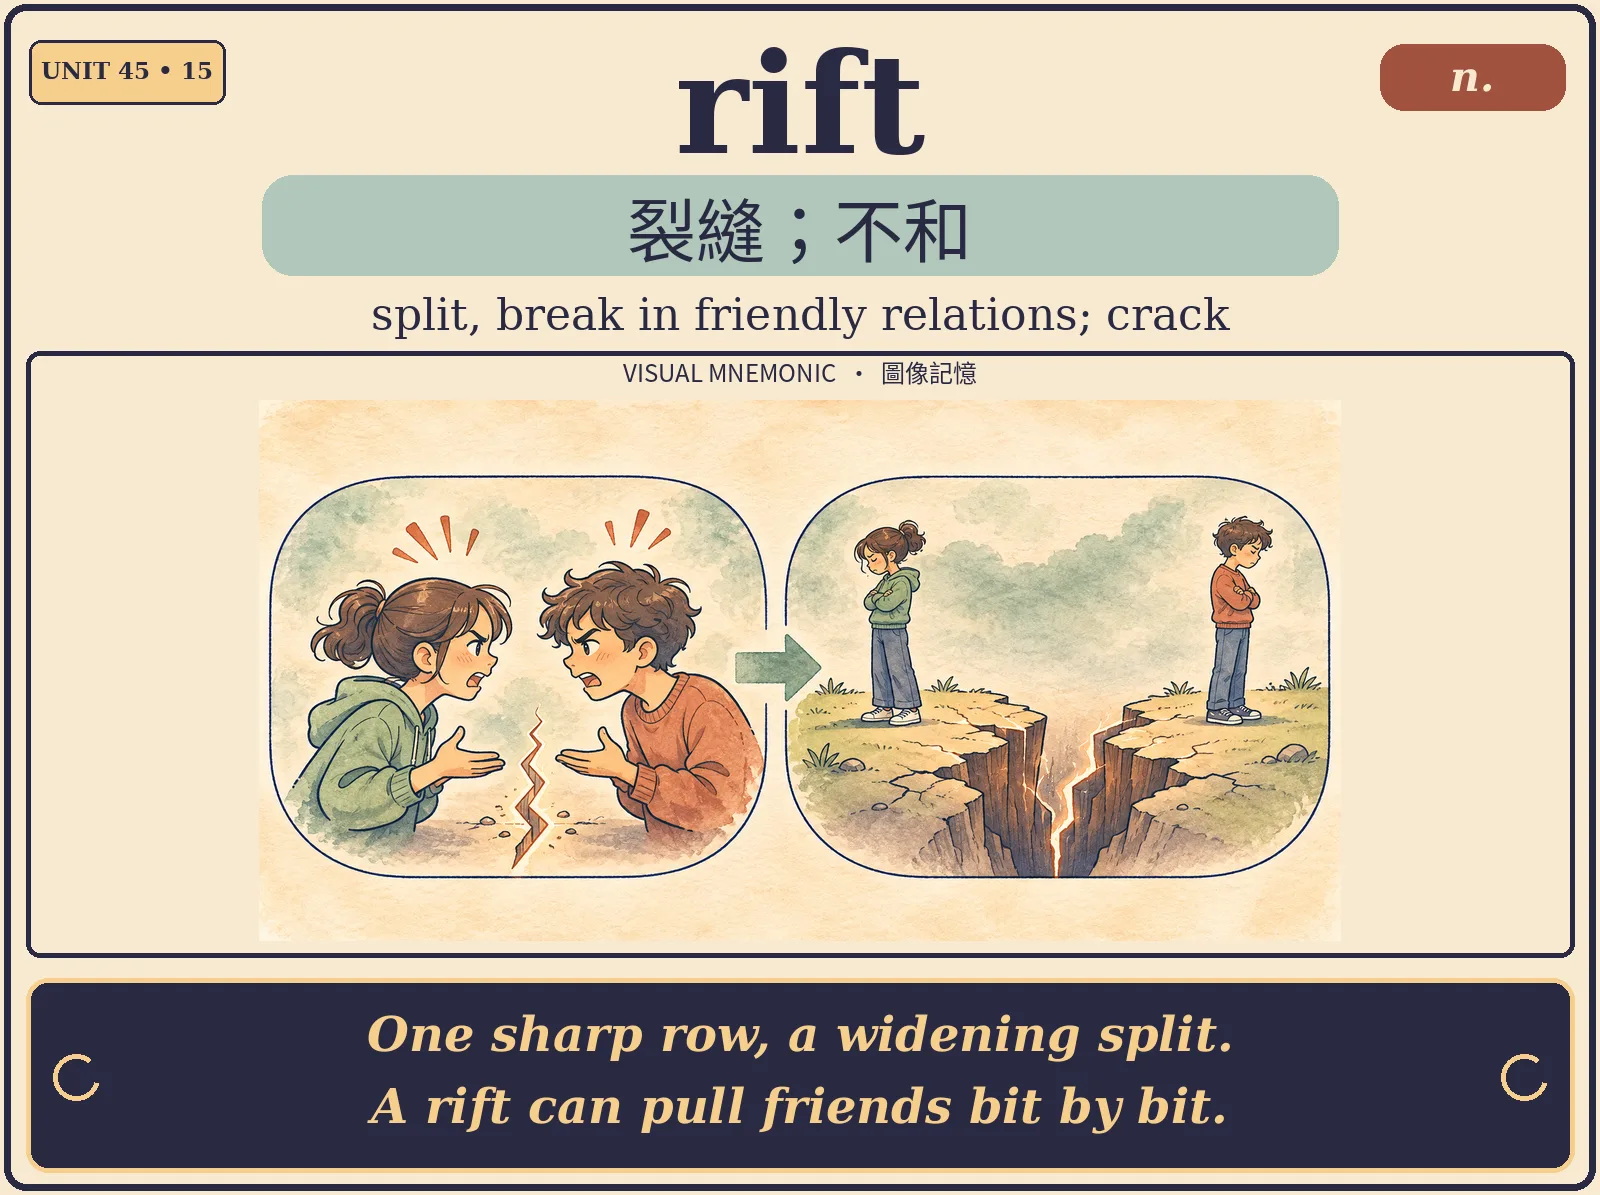 UNIT 45 • 15
rift
n.
裂縫；不和
split, break in friendly relations; crack
VISUAL MNEMONIC • 圖像記憶
One sharp row, a widening split.
A rift can pull friends bit by bit.